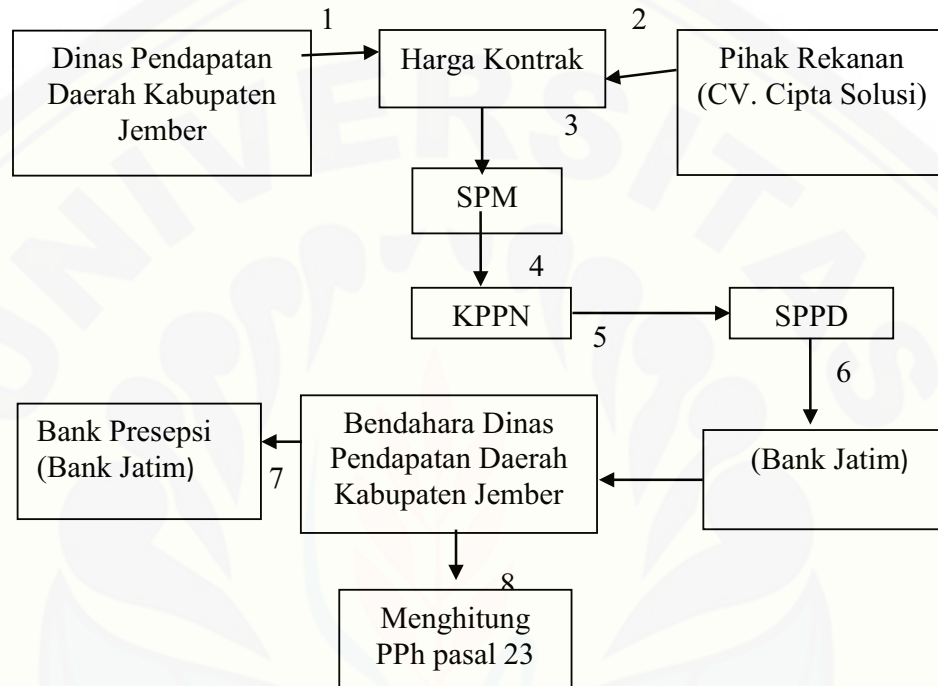 1
2
Dinas Pendapatan
Daerah Kabupaten
Jember
Harga Kontrak
Pihak Rekanan
(CV. Cipta Solusi)
3
SPM
4
KPPN
5
SPPD
6
Bank Presepsi
(Bank Jatim)
7
Bendahara Dinas
Pendapatan Daerah
Kabupaten Jember
(Bank Jatim)
8
Menghitung
PPh pasal 23
UNIVERSITAS